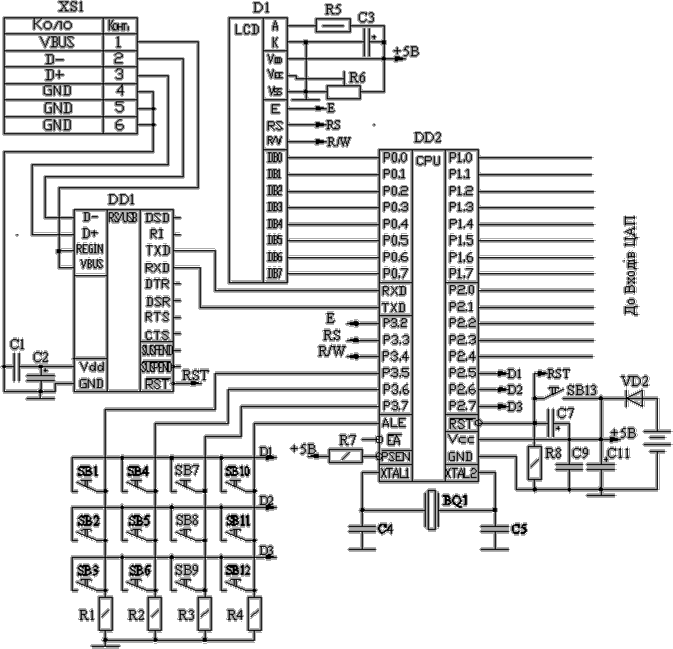 XS1
Коло Конт.
VBUS 1
D- 2
D+ 3
GND 4
GND 5
GND 6
D1
LCD
A
K
Vcc
Vss
E
RS
R/W
DB0
DB1
DB2
DB3
DB4
DB5
DB6
DB7
R5
C3
+5B
R6
E
RS
R/W
DD2
CPU
P0.0 P1.0
P0.1 P1.1
P0.2 P1.2
P0.3 P1.3
P0.4 P1.4
P0.5 P1.5
P0.6 P1.6
P0.7 P1.7
RXD P2.0
TXD P2.1
P3.2 P2.2
P3.3 P2.3
P3.4 P2.4
P3.5 P2.5
P3.6 P2.6
P3.7 P2.7
ALE RST
EA Vcc
PSEN GND
XTAL1 XTAL2
До Входів ЦАП
DD1
RS/USB
D-
D+
REGIN
VBUS
Vdd
GND
DSD
RI
TXD
RXD
DTR
DSR
RTS
CTS
SUSPEND
SUSPEND
RST
RST
C1
C2
E
RS
R/W
D1
D2
D3
RST
SB13
VD2
C7
+5B
R8
C9
C11
+5B
R7
BQ1
C4
C5
D1
SB1 SB4 SB7 SB10
D2
SB2 SB5 SB8 SB11
D3
SB3 SB6 SB9 SB12
R1 R2 R3 R4